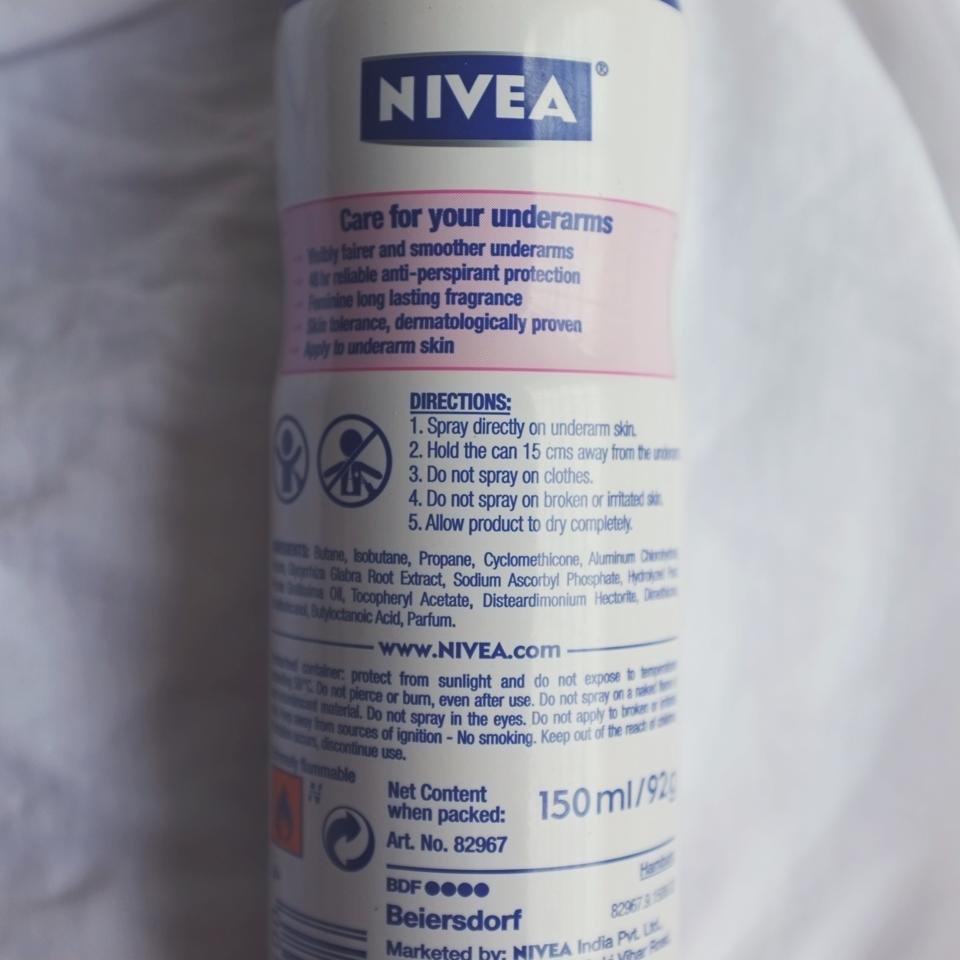 NIVEA®
Care for your underarms
Visibly fairer and smoother underarms
48 hr reliable anti-perspirant protection
Feminine long lasting fragrance
Skin tolerance, dermatologically proven
Apply to underarm skin
DIRECTIONS:
1. Spray directly on underarm skin.
2. Hold the can 15 cms away from the
3. Do not spray on clothes.
4. Do not spray on broken or irritated skin.
5. Allow product to dry completely.
Butane, Isobutane, Propane, Cyclomethicone, Aluminum
Glabra Root Extract, Sodium Ascorbyl Phosphate,
Oil, Tocopheryl Acetate, Disteardimonium Hectorite,
Butyloctanoic Acid, Parfum.
www.NIVEA.com
container: protect from sunlight and do not expose to
50°C. Do not pierce or burn, even after use. Do not spray on a naked
material. Do not spray in the eyes. Do not apply to broken or
away from sources of ignition - No smoking. Keep out of the reach of
occurs, discontinue use.
flammable
Net Content
when packed:
150 ml/92g
Art. No. 82967
BDF
Beiersdorf
Marketed by: NIVEA India Pvt. Ltd.